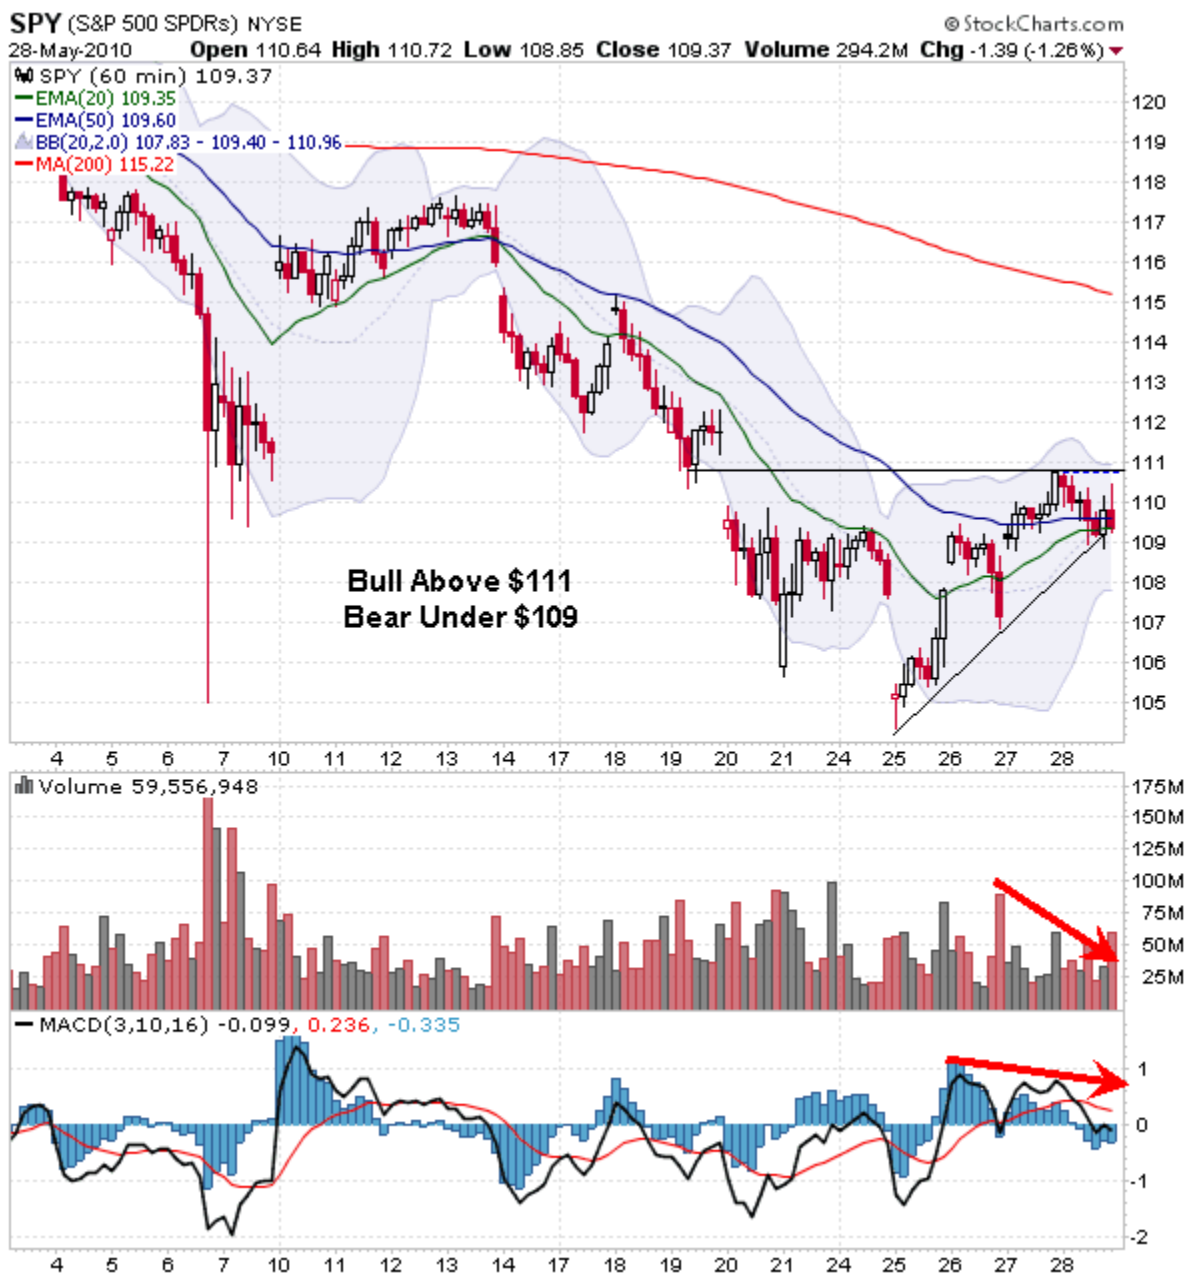 SPY (S&P 500 SPDRs) NYSE © StockCharts.com
28-May-2010 Open 110.64 High 110.72 Low 108.85 Close 109.37 Volume 294.2M Chg -1.39 (-1.26%)
SPY (60 min) 109.37
EMA(20) 109.35
EMA(50) 109.60
BB(20,2.0) 107.83 - 109.40 - 110.96
MA(200) 115.22
120
119
118
117
116
115
114
113
112
111
110
109
108
107
106
105
Bull Above $111
Bear Under $109
4 5 6 7 10 11 12 13 14 17 18 19 20 21 24 25 26 27 28
Volume 59,556,948
175M
150M
125M
100M
75M
50M
25M
MACD(3,10,16) -0.099, 0.236, -0.335
1
0
-1
-2
4 5 6 7 10 11 12 13 14 17 18 19 20 21 24 25 26 27 28